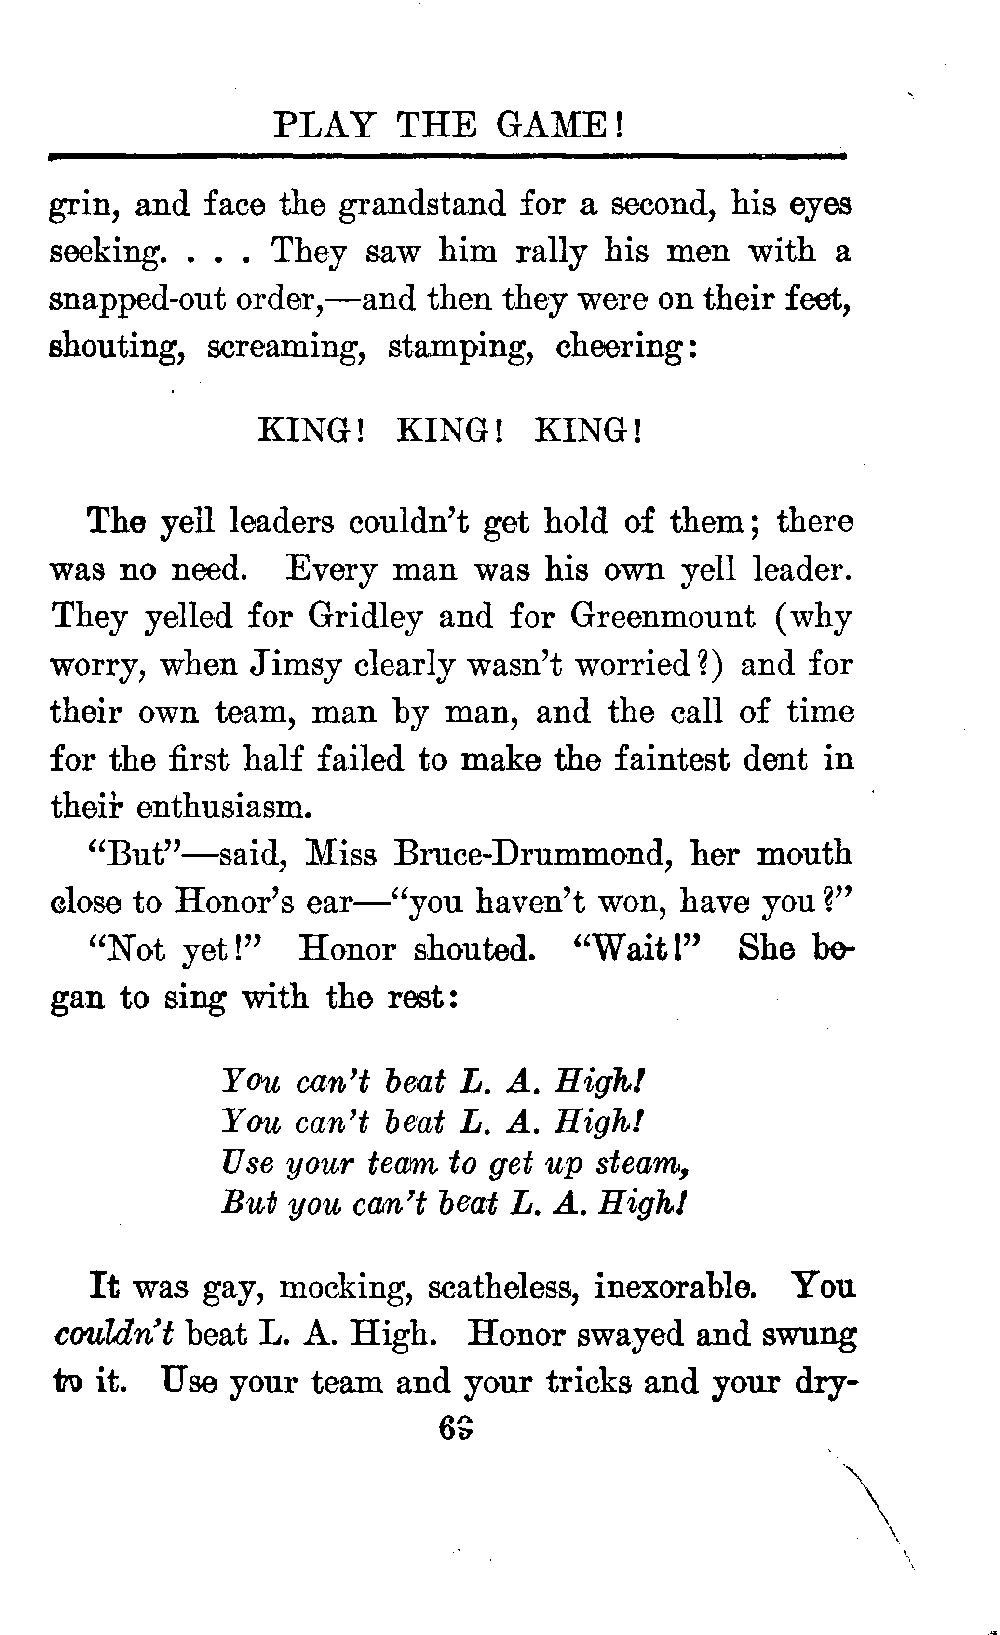 PLAY THE GAME!
grin, and face the grandstand for a second, his eyes
seeking. . . . They saw him rally his men with a
snapped-out order,—and then they were on their feet,
shouting, screaming, stamping, cheering:
KING! KING! KING!
The yell leaders couldn't get hold of them; there
was no need. Every man was his own yell leader.
They yelled for Gridley and for Greenmount (why
worry, when Jimsy clearly wasn't worried?) and for
their own team, man by man, and the call of time
for the first half failed to make the faintest dent in
their enthusiasm.
"But"—said, Miss Bruce-Drummond, her mouth
close to Honor's ear—"you haven't won, have you?"
"Not yet!" Honor shouted. "Wait!" She be-
gan to sing with the rest:
You can't beat L. A. High!
You can't beat L. A. High!
Use your team to get up steam,
But you can't beat L. A. High!
It was gay, mocking, scatheless, inexorable. You
couldn't beat L. A. High. Honor swayed and swung
to it. Use your team and your tricks and your dry-